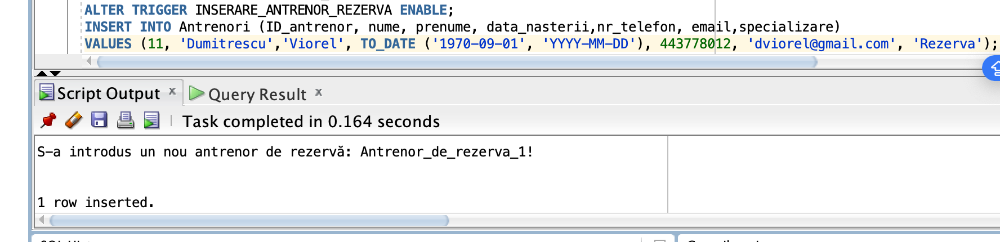 ALTER TRIGGER INSERARE_ANTRENOR_REZERVA ENABLE;
INSERT INTO Antrenori (ID_antrenor, nume, prenume, data_nasterii,nr_telefon, email,specializare)
VALUES (11, 'Dumitrescu','Viorel', TO_DATE ('1970-09-01', 'YYYY-MM-DD'), 443778012, 'dviorel@gmail.com', 'Rezerva');
Script Output x Query Result x
Task completed in 0.164 seconds
S-a introdus un nou antrenor de rezervă: Antrenor_de_rezerva_1!
1 row inserted.